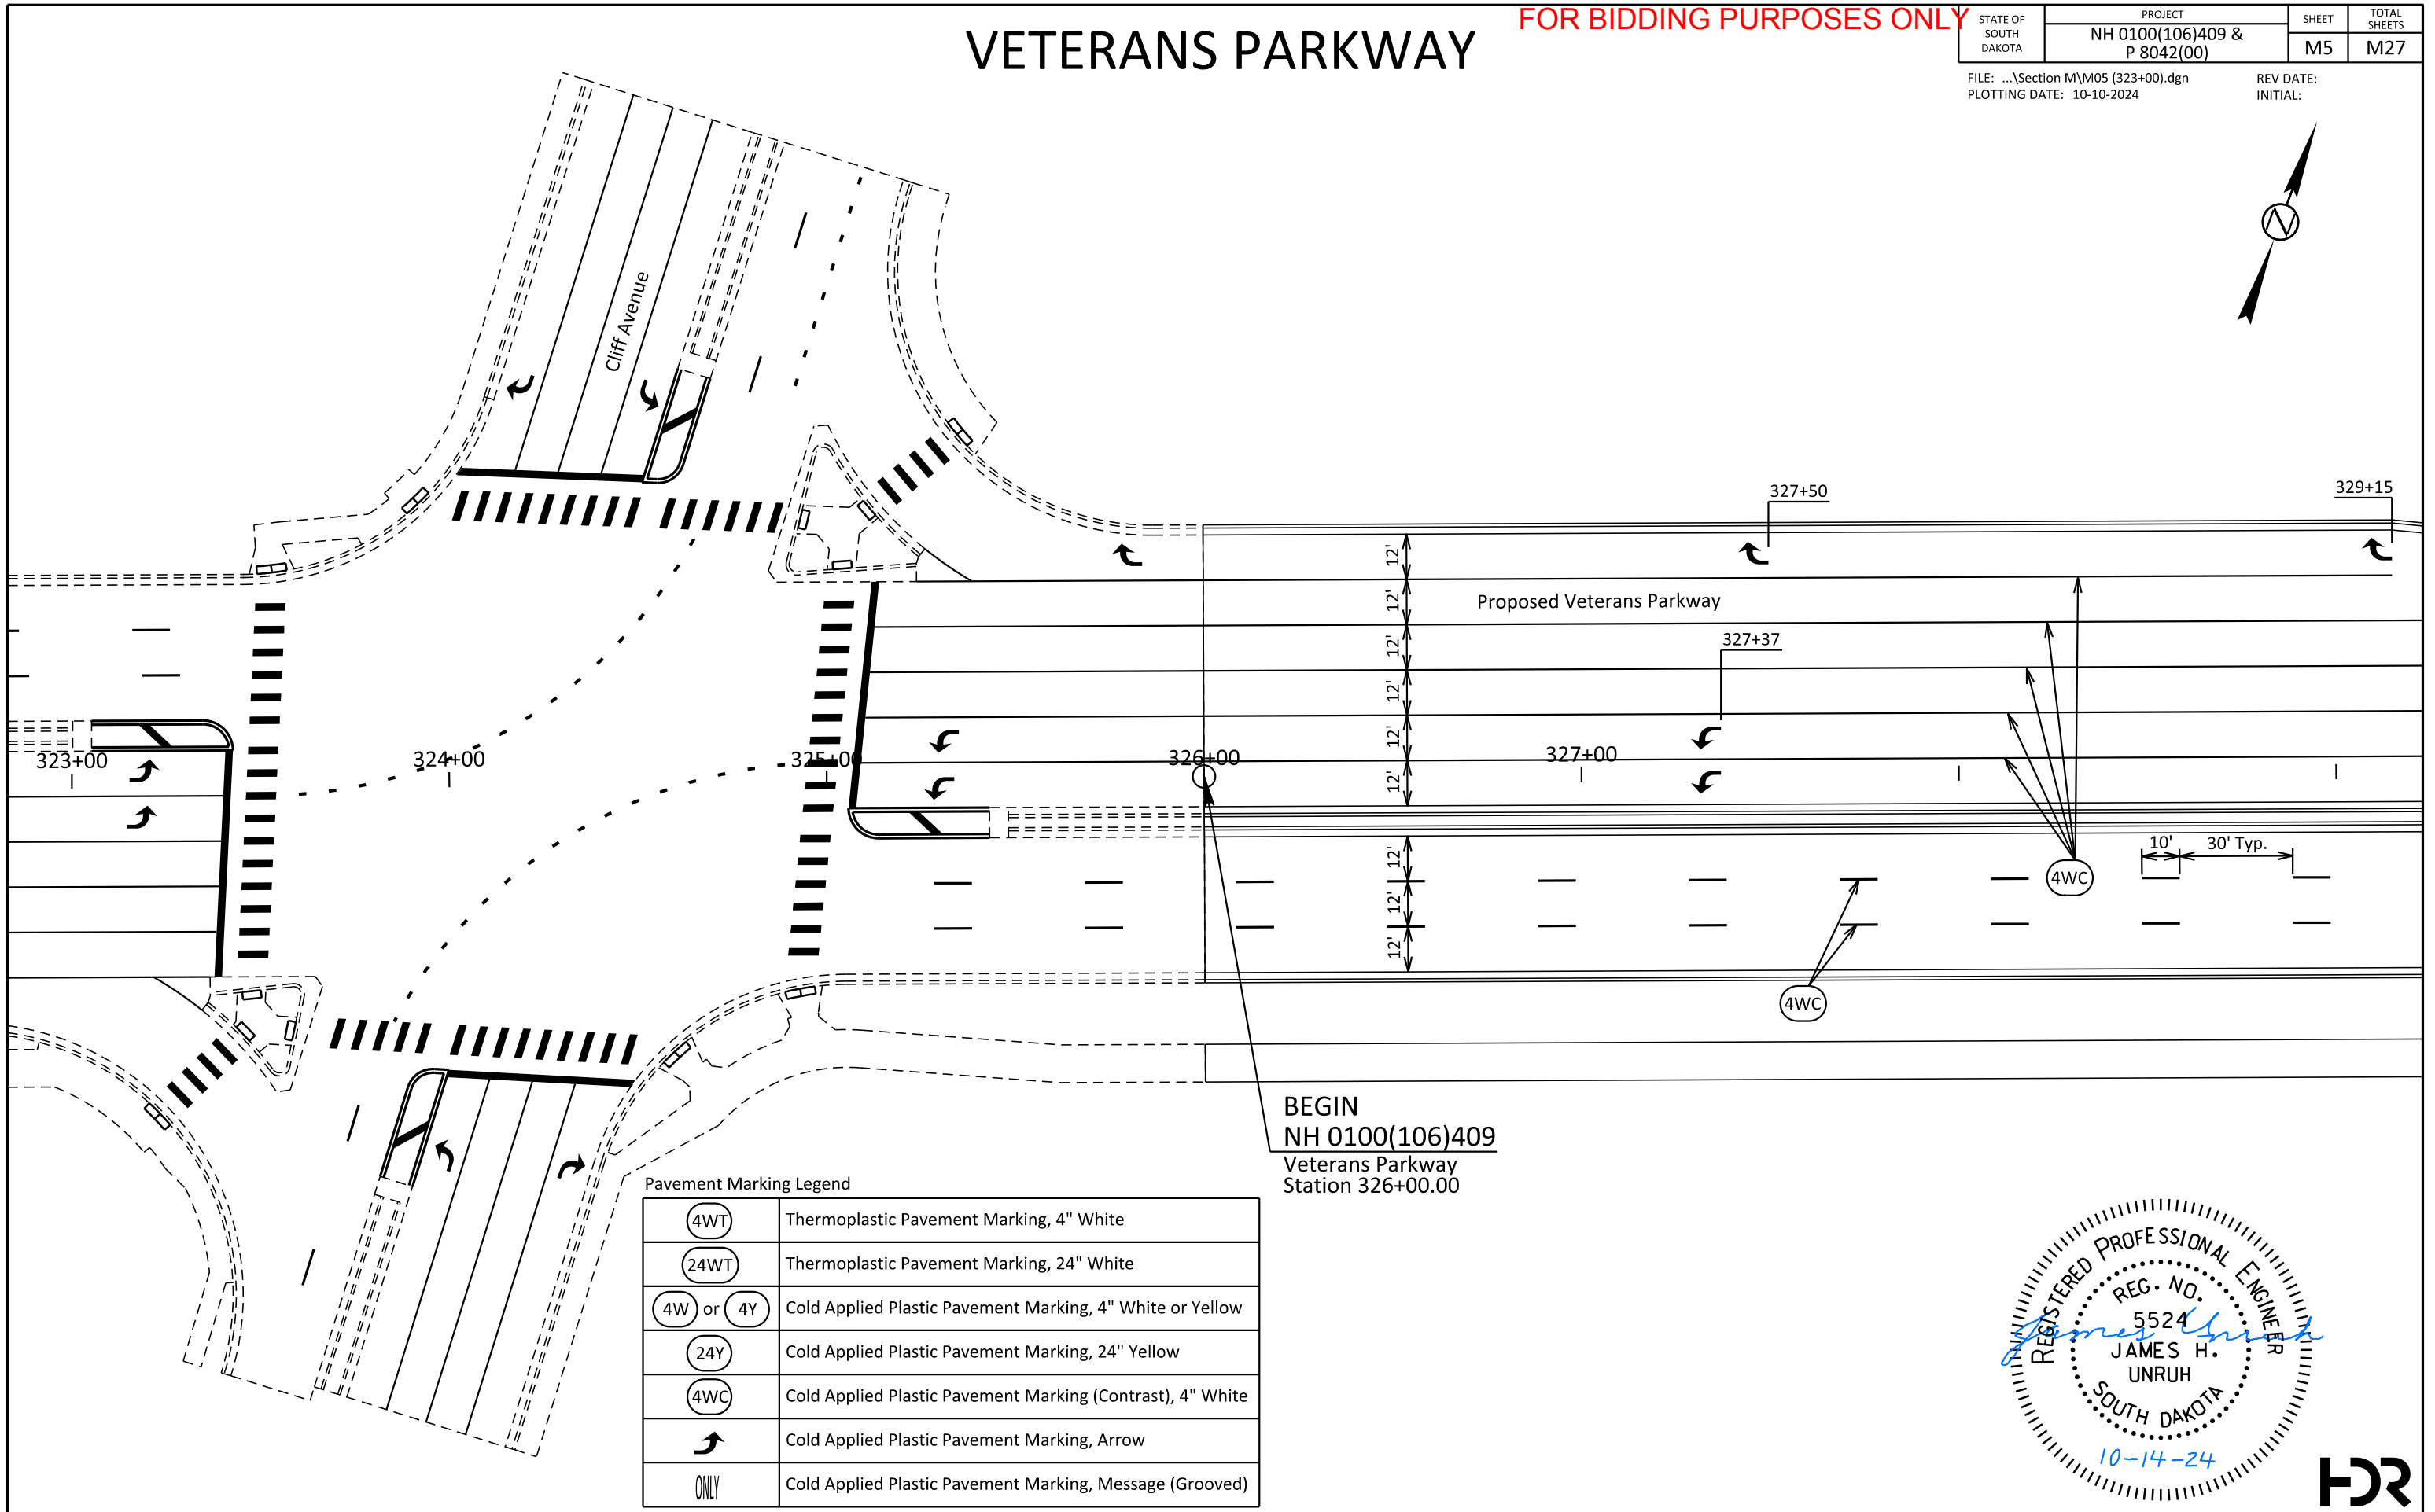 VETERANS PARKWAY
FOR BIDDING PURPOSES ONLY
STATE OF
SOUTH
DAKOTA
PROJECT
NH 0100(106)409 &
P 8042(00)
SHEET
M5
TOTAL
SHEETS
M27
FILE: ...\Section M\M05 (323+00).dgn
REV DATE:
PLOTTING DATE: 10-10-2024
INITIAL:
N
Cliff Avenue
327+50
329+15
12'
12'
Proposed Veterans Parkway
12'
327+37
12'
12'
12'
323+00
324+00
325+00
326+00
327+00
12'
12'
12'
10'
30' Typ.
4WC
4WC
BEGIN
NH 0100(106)409
Veterans Parkway
Station 326+00.00
Pavement Marking Legend
4WT Thermoplastic Pavement Marking, 4" White
24WT Thermoplastic Pavement Marking, 24" White
4W or 4Y Cold Applied Plastic Pavement Marking, 4" White or Yellow
24Y Cold Applied Plastic Pavement Marking, 24" Yellow
4WC Cold Applied Plastic Pavement Marking (Contrast), 4" White
Cold Applied Plastic Pavement Marking, Arrow
ONLY Cold Applied Plastic Pavement Marking, Message (Grooved)
REGISTERED PROFESSIONAL ENGINEER
REG. NO.
5524
James Unruh
JAMES H.
UNRUH
SOUTH DAKOTA
10-14-24
HDR